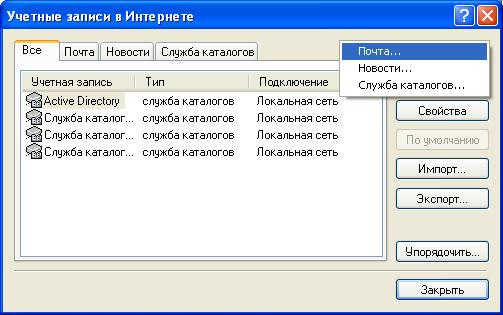 Учетные записи в Интернете
Все
Почта
Новости
Служба каталогов
Почта...
Новости...
Служба каталогов...
Учетная запись Тип Подключение
Active Directory служба каталогов Локальная сеть
Служба каталог... служба каталогов Локальная сеть
Служба каталог... служба каталогов Локальная сеть
Служба каталог... служба каталогов Локальная сеть
Свойства
По умолчанию
Импорт...
Экспорт...
Упорядочить...
Закрыть